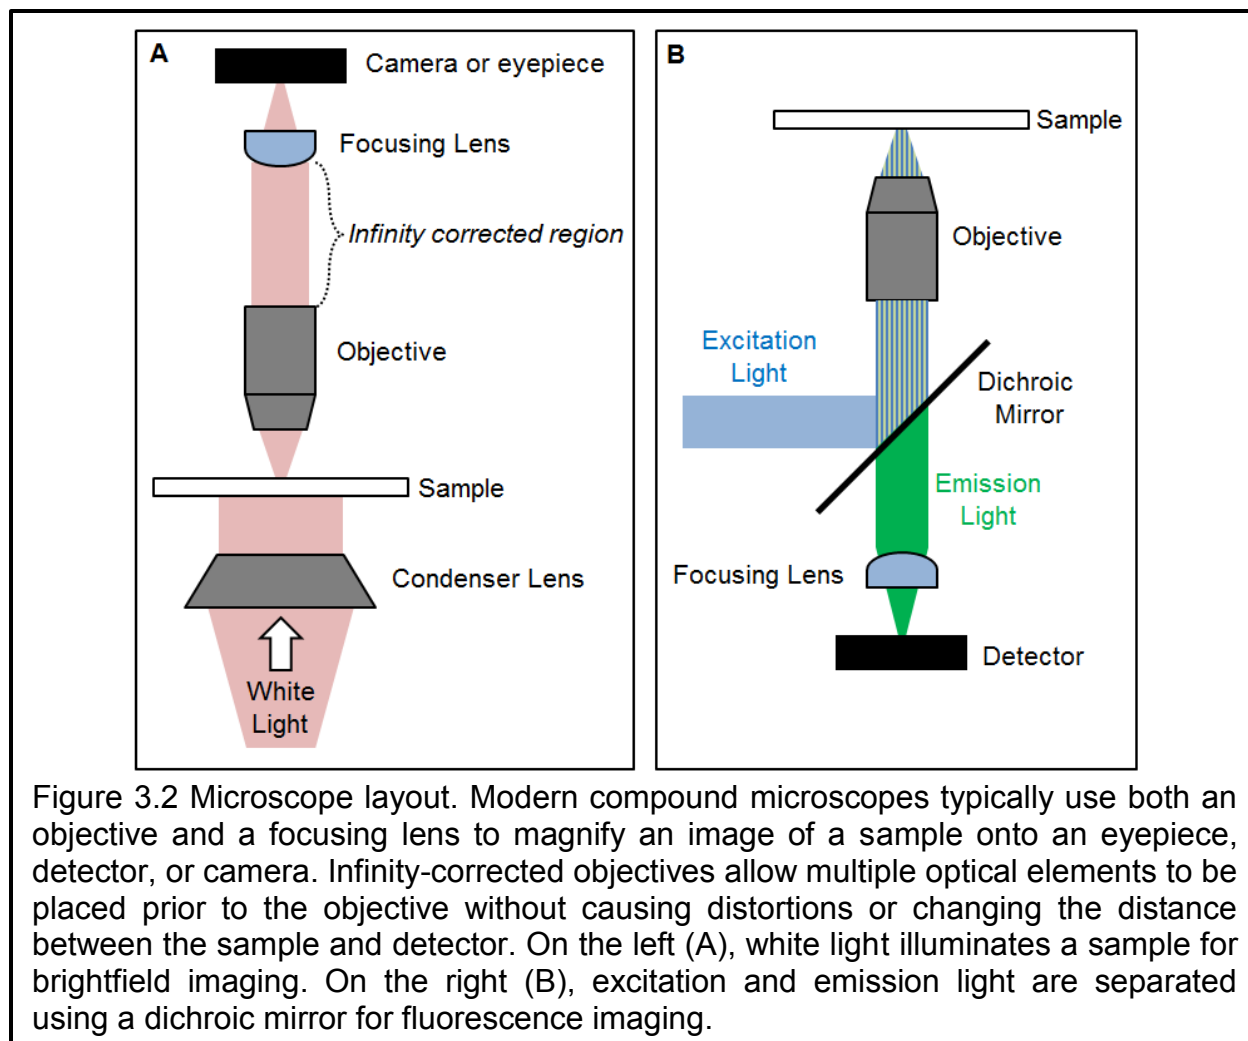 A
Camera or eyepiece
Focusing Lens
Infinity corrected region
Objective
Sample
Condenser Lens
White
Light
B
Sample
Objective
Excitation
Light
Dichroic
Mirror
Emission
Light
Focusing Lens
Detector
Figure 3.2 Microscope layout. Modern compound microscopes typically use both an
objective and a focusing lens to magnify an image of a sample onto an eyepiece,
detector, or camera. Infinity-corrected objectives allow multiple optical elements to be
placed prior to the objective without causing distortions or changing the distance
between the sample and detector. On the left (A), white light illuminates a sample for
brightfield imaging. On the right (B), excitation and emission light are separated
using a dichroic mirror for fluorescence imaging.